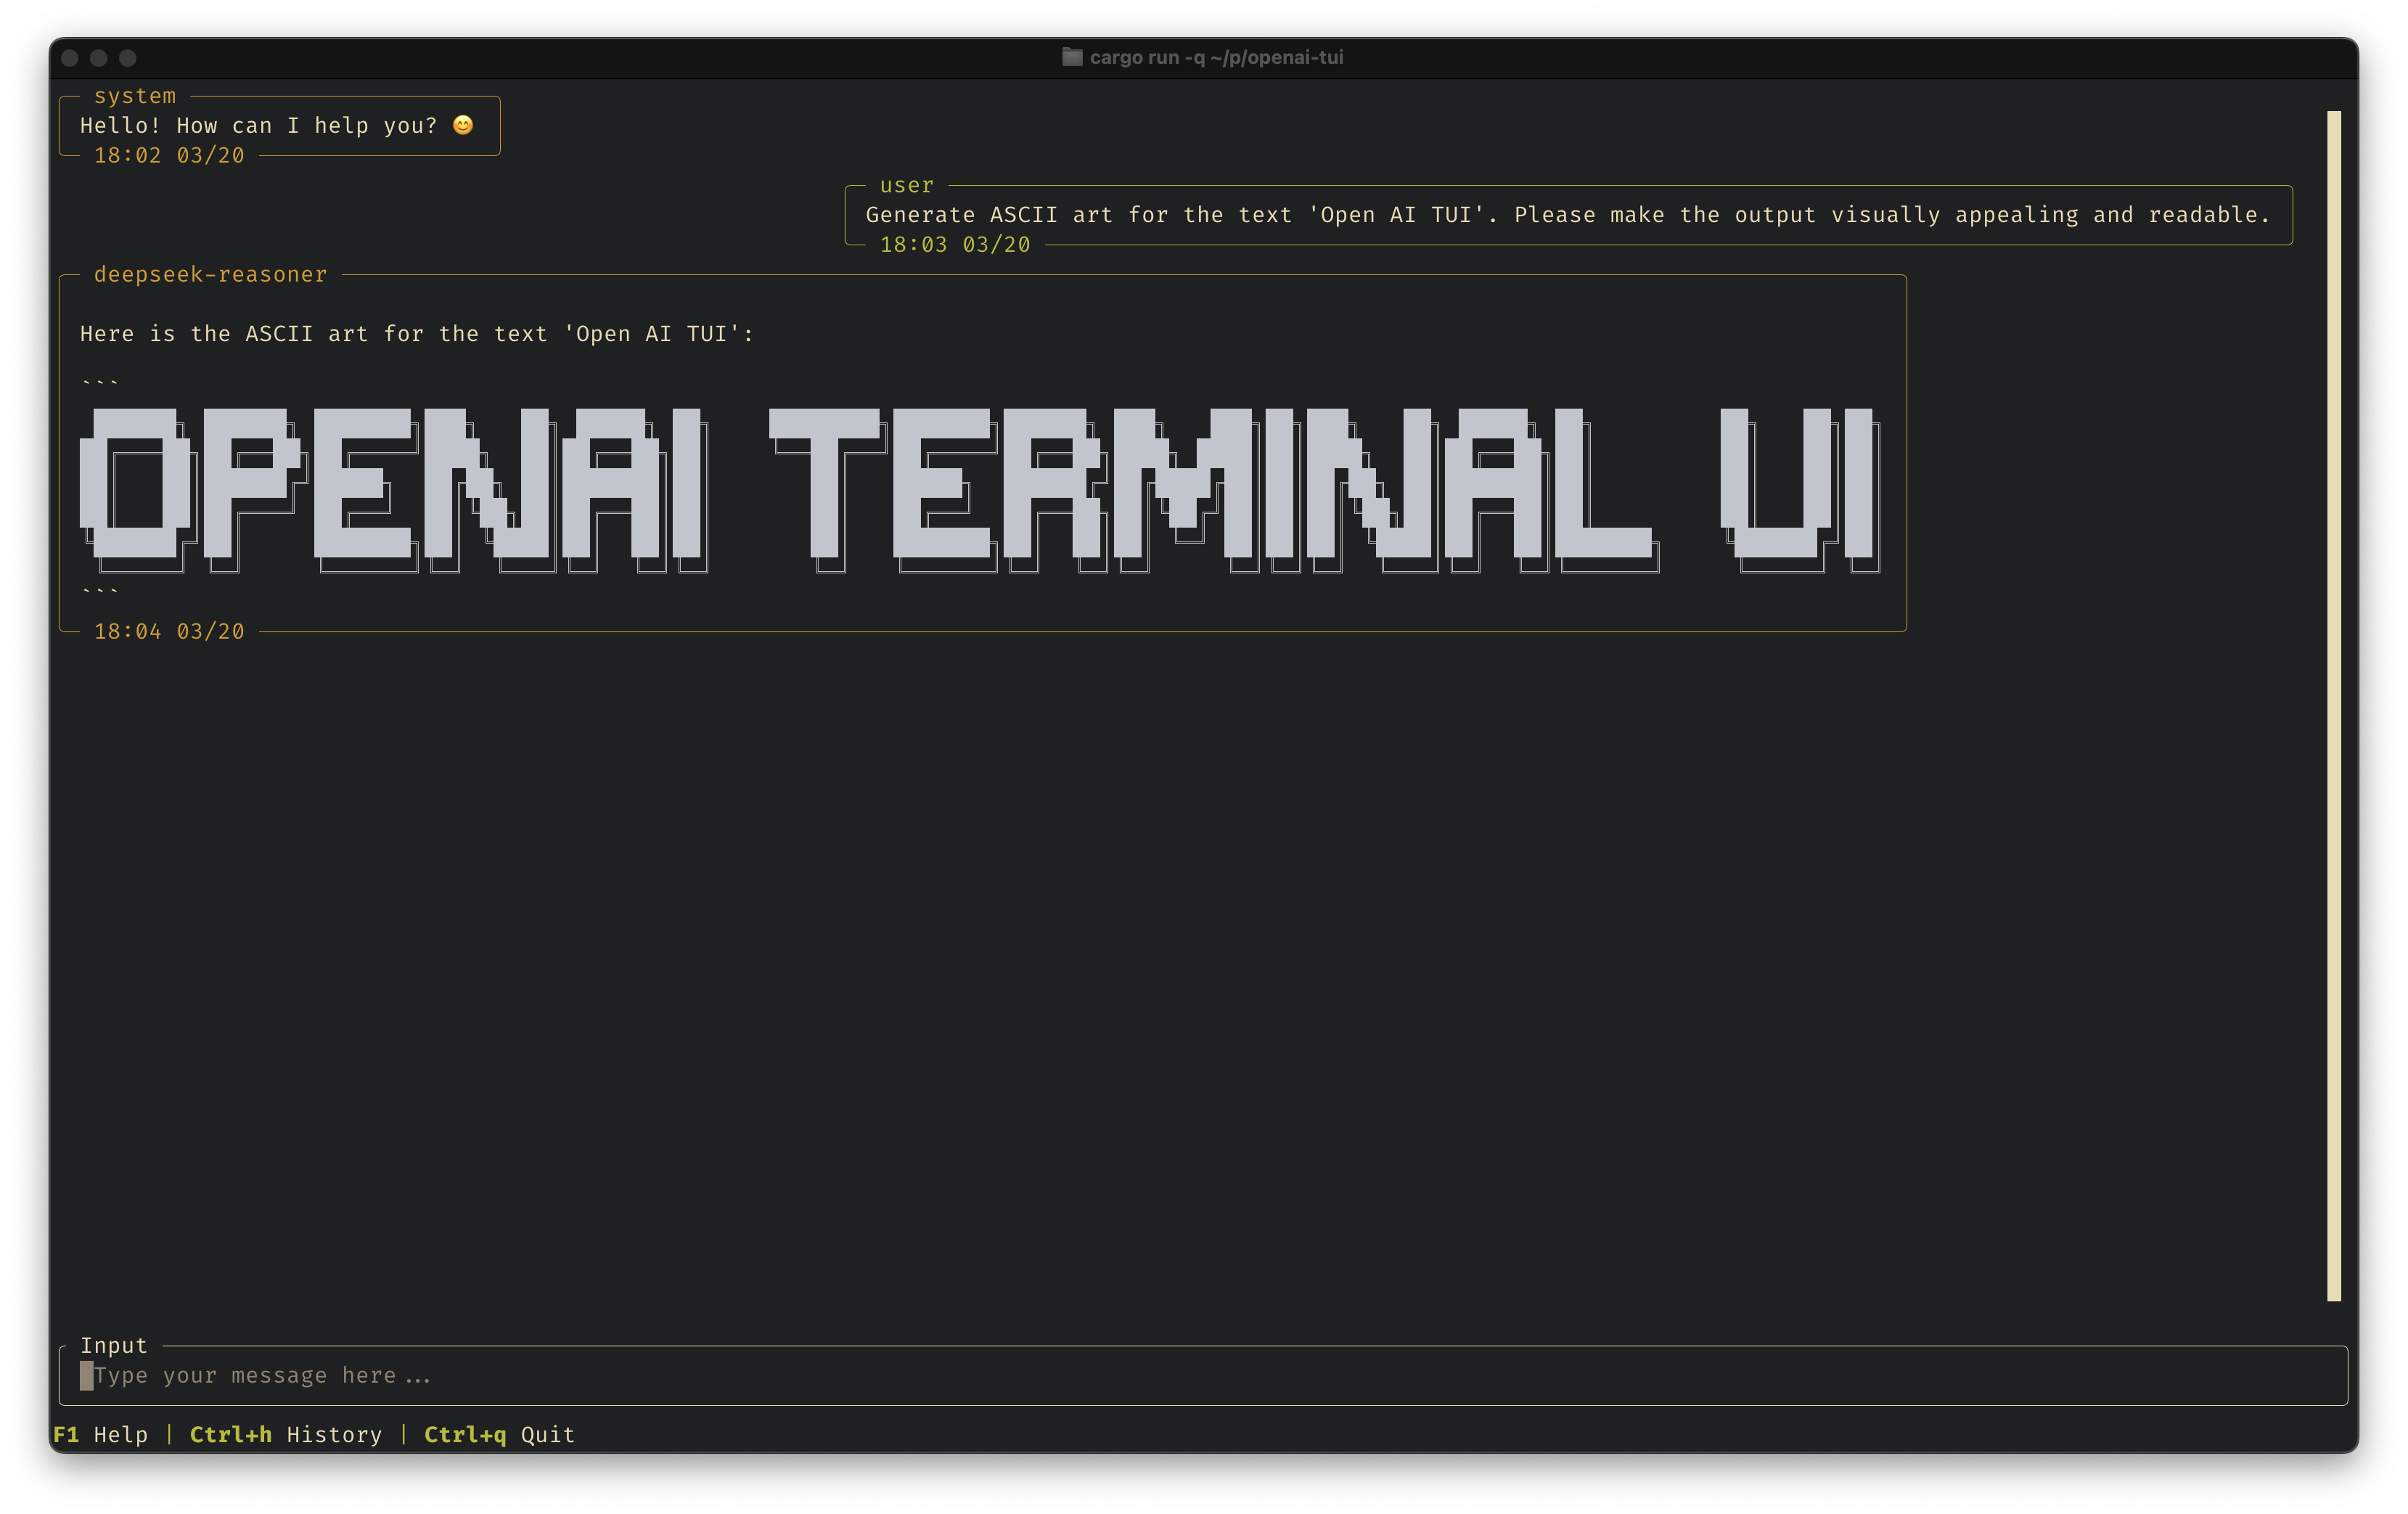 cargo run -q ~/p/openai-tui
system
Hello! How can I help you? 😊
18:02 03/20
user
Generate ASCII art for the text 'Open AI TUI'. Please make the output visually appealing and readable.
18:03 03/20
deepseek-reasoner
Here is the ASCII art for the text 'Open AI TUI':
```
OPENAI TERMINAL UI
```
18:04 03/20
Input
Type your message here...
F1 Help | Ctrl+h History | Ctrl+q Quit